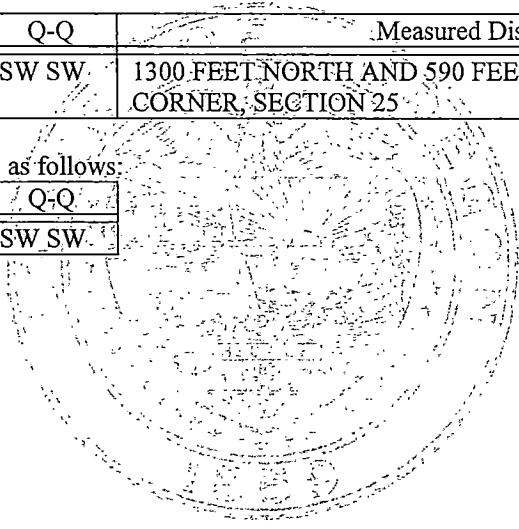 Q-Q Measured Dis
SW SW 1300 FEET NORTH AND 590 FEE
CORNER, SECTION 25
as follows:
Q-Q
SW SW